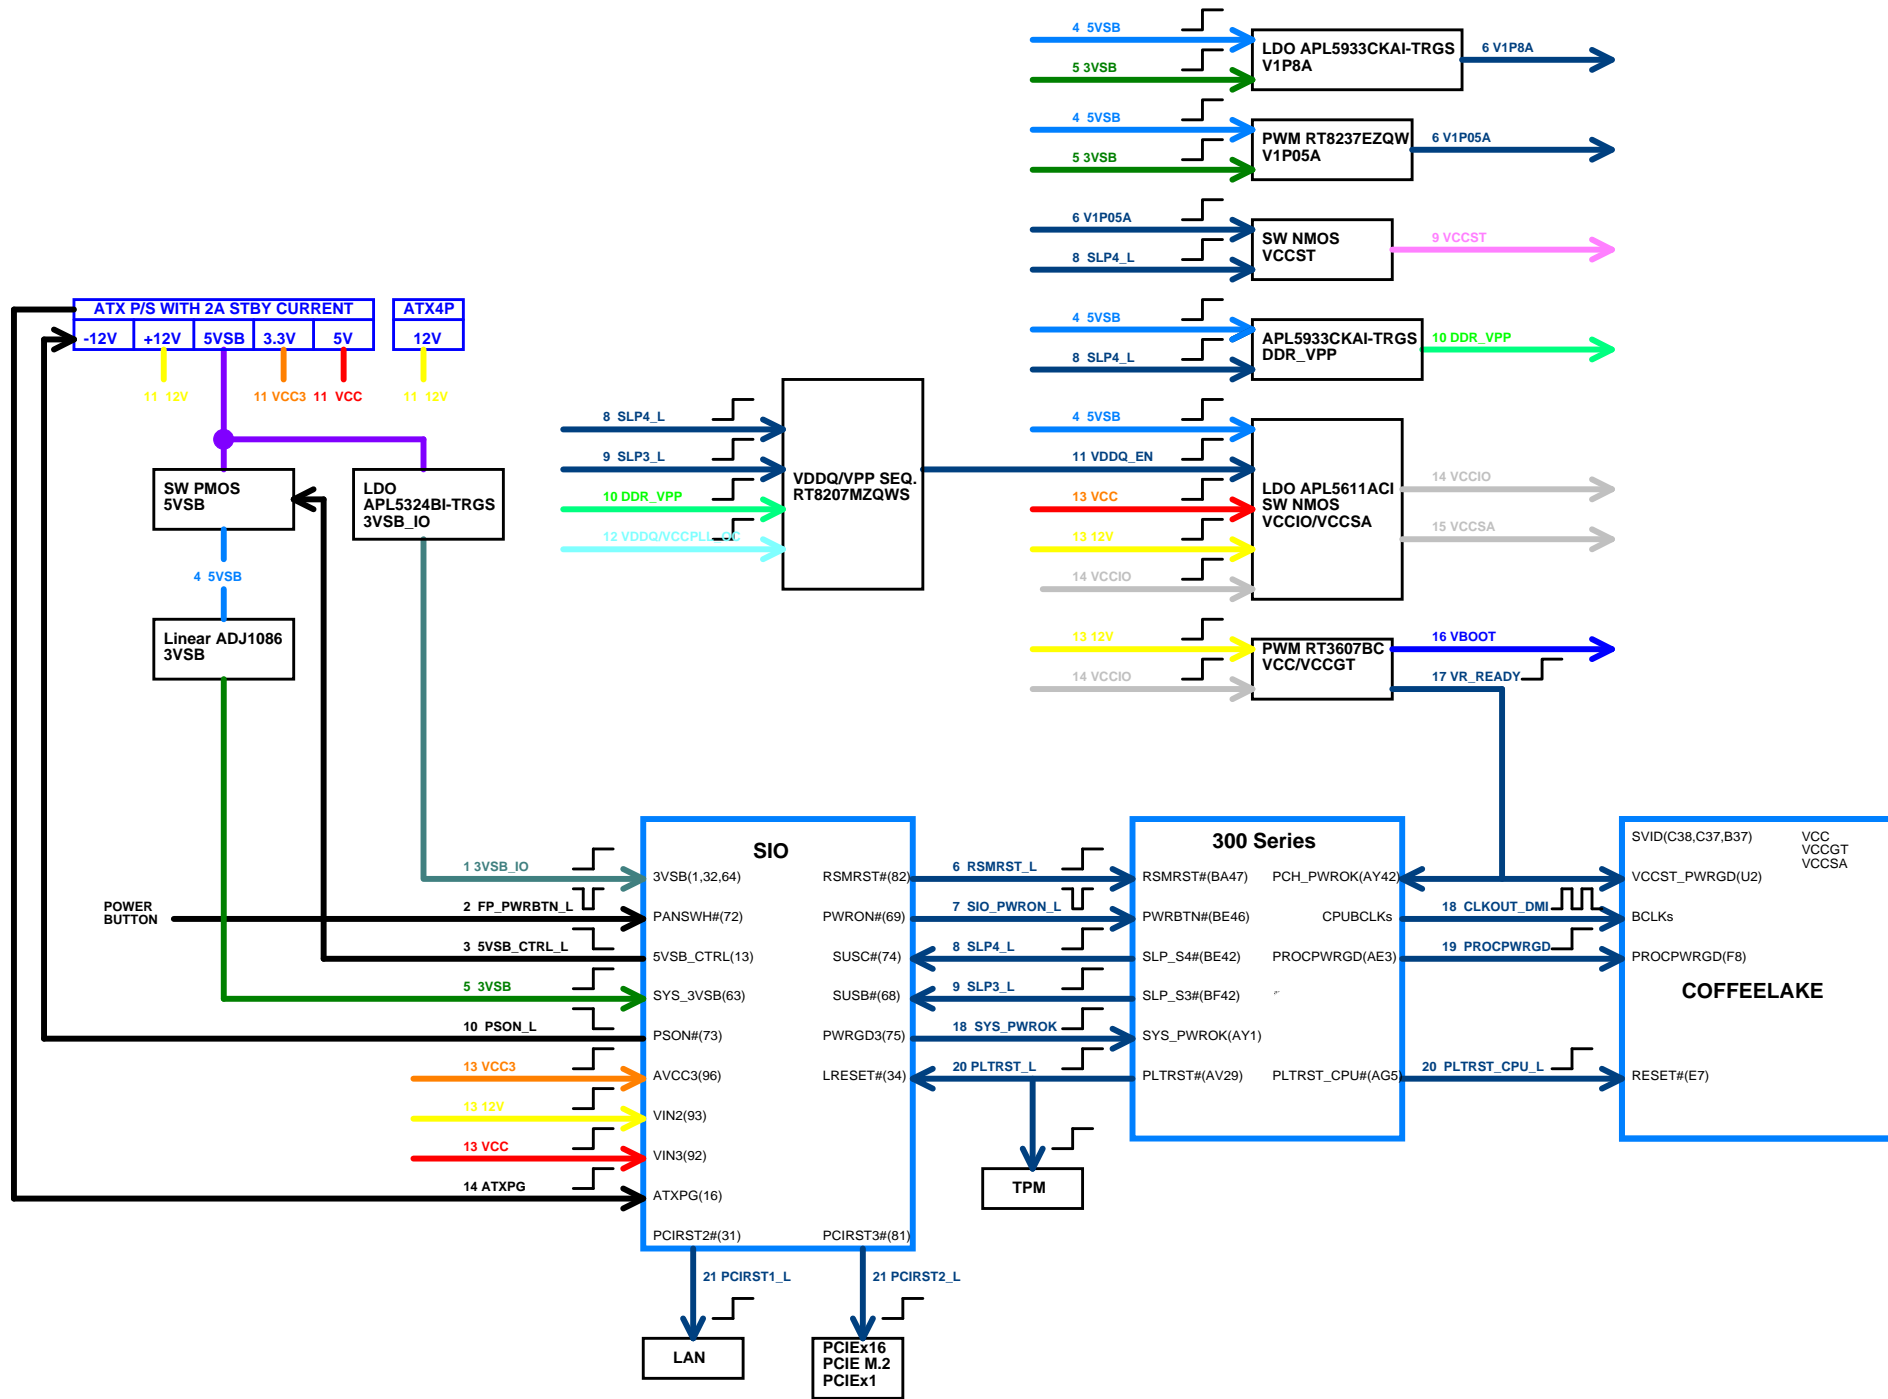 4 5VSB
LDO APL5933CKAI-TRGS
V1P8A
6 V1P8A
5 3VSB
4 5VSB
PWM RT8237EZQW
V1P05A
6 V1P05A
5 3VSB
6 V1P05A
SW NMOS
VCCST
9 VCCST
8 SLP4_L
ATX P/S WITH 2A STBY CURRENT
-12V +12V 5VSB 3.3V 5V
ATX4P
12V
11 12V
11 VCC3
11 VCC
11 12V
4 5VSB
APL5933CKAI-TRGS
DDR_VPP
10 DDR_VPP
8 SLP4_L
8 SLP4_L
9 SLP3_L
10 DDR_VPP
12 VDDQ/VCCPLL_OC
VDDQ/VPP SEQ.
RT8207MZQWS
4 5VSB
11 VDDQ_EN
13 VCC
13 12V
14 VCCIO
LDO APL5611ACI
SW NMOS
VCCIO/VCCSA
14 VCCIO
15 VCCSA
SW PMOS
5VSB
LDO
APL5324BI-TRGS
3VSB_IO
4 5VSB
Linear ADJ1086
3VSB
13 12V
14 VCCIO
PWM RT3607BC
VCC/VCCGT
16 VBOOT
17 VR_READY
POWER
BUTTON
1 3VSB_IO
2 FP_PWRBTN_L
3 5VSB_CTRL_L
5 3VSB
10 PSON_L
13 VCC3
13 12V
13 VCC
14 ATXPG
SIO
3VSB(1,32,64)
PANSWH#(72)
5VSB_CTRL(13)
SYS_3VSB(63)
PSON#(73)
AVCC3(96)
VIN2(93)
VIN3(92)
ATXPG(16)
PCIRST2#(31)
RSMRST#(82)
PWRON#(69)
SUSC#(74)
SUSB#(68)
PWRGD3(75)
LRESET#(34)
PCIRST3#(81)
6 RSMRST_L
7 SIO_PWRON_L
8 SLP4_L
9 SLP3_L
18 SYS_PWROK
20 PLTRST_L
300 Series
RSMRST#(BA47)
PWRBTN#(BE46)
SLP_S4#(BE42)
SLP_S3#(BF42)
SYS_PWROK(AY1)
PLTRST#(AV29)
PCH_PWROK(AY42)
CPUBCLKs
PROCPWRGD(AE3)
PLTRST_CPU#(AG5)
18 CLKOUT_DMI
19 PROCPWRGD
20 PLTRST_CPU_L
SVID(C38,C37,B37)
VCC
VCCGT
VCCSA
VCCST_PWRGD(U2)
BCLKs
PROCPWRGD(F8)
COFFEELAKE
RESET#(E7)
TPM
21 PCIRST1_L
21 PCIRST2_L
LAN
PCIEx16
PCIE M.2
PCIEx1